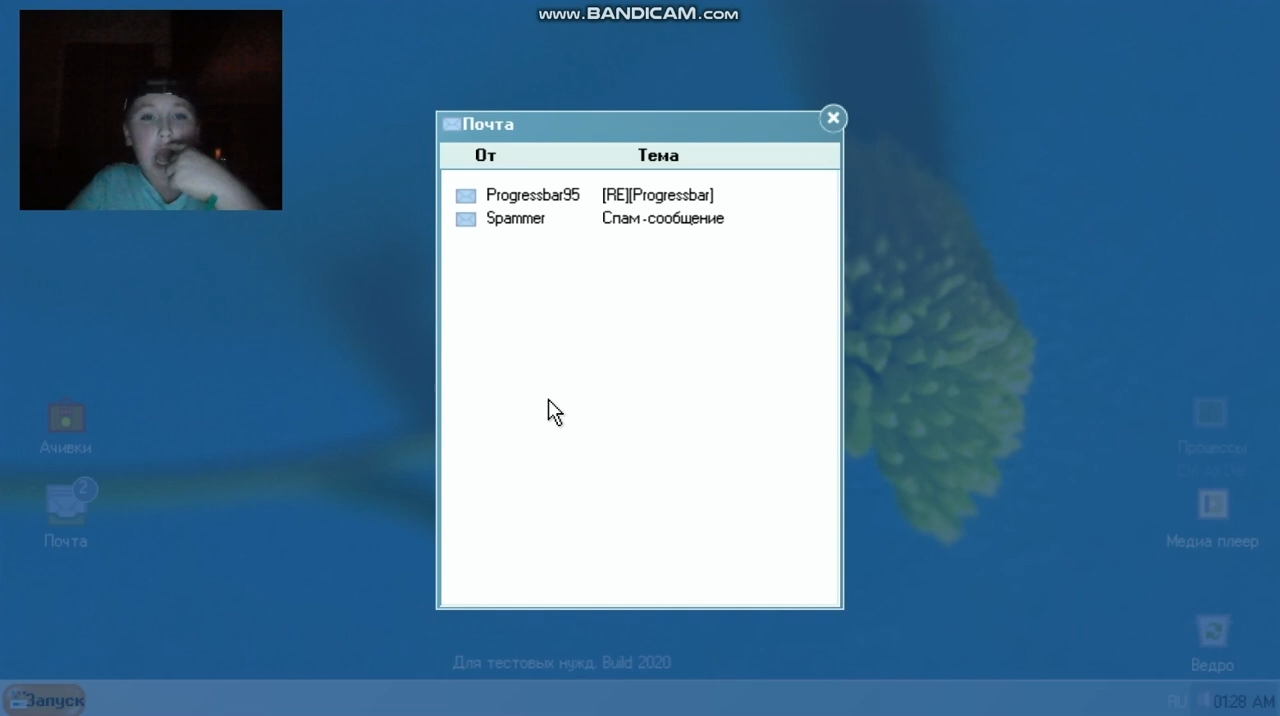 www.BANDICAM.com
Почта
От Тема
Progressbar95 [RE][Progressbar]
Spammer Спам-сообщение
Ачивки
2
Почта
Процессы
Медиа плеер
Ведро
Для тестовых нужд. Build 2020
Запуск
RU 01:28 AM